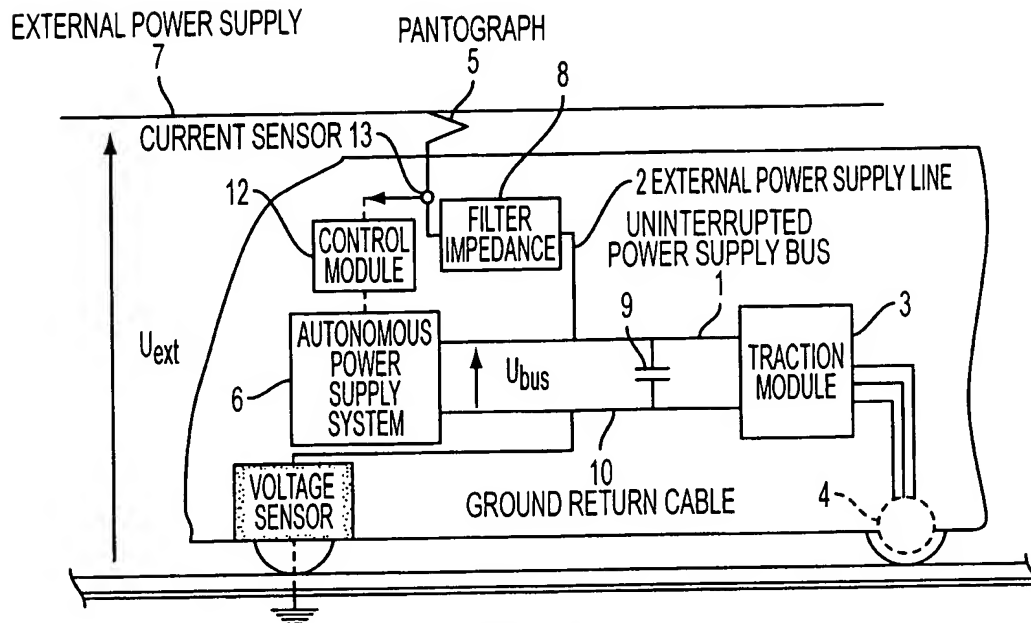 EXTERNAL POWER SUPPLY
7
PANTOGRAPH
5
8
CURRENT SENSOR 13
12
CONTROL
MODULE
FILTER
IMPEDANCE
2 EXTERNAL POWER SUPPLY LINE
UNINTERRUPTED
POWER SUPPLY BUS
1
9
3
Uext
AUTONOMOUS
POWER
SUPPLY
SYSTEM
6
Ubus
TRACTION
MODULE
VOLTAGE
SENSOR
10
GROUND RETURN CABLE
4